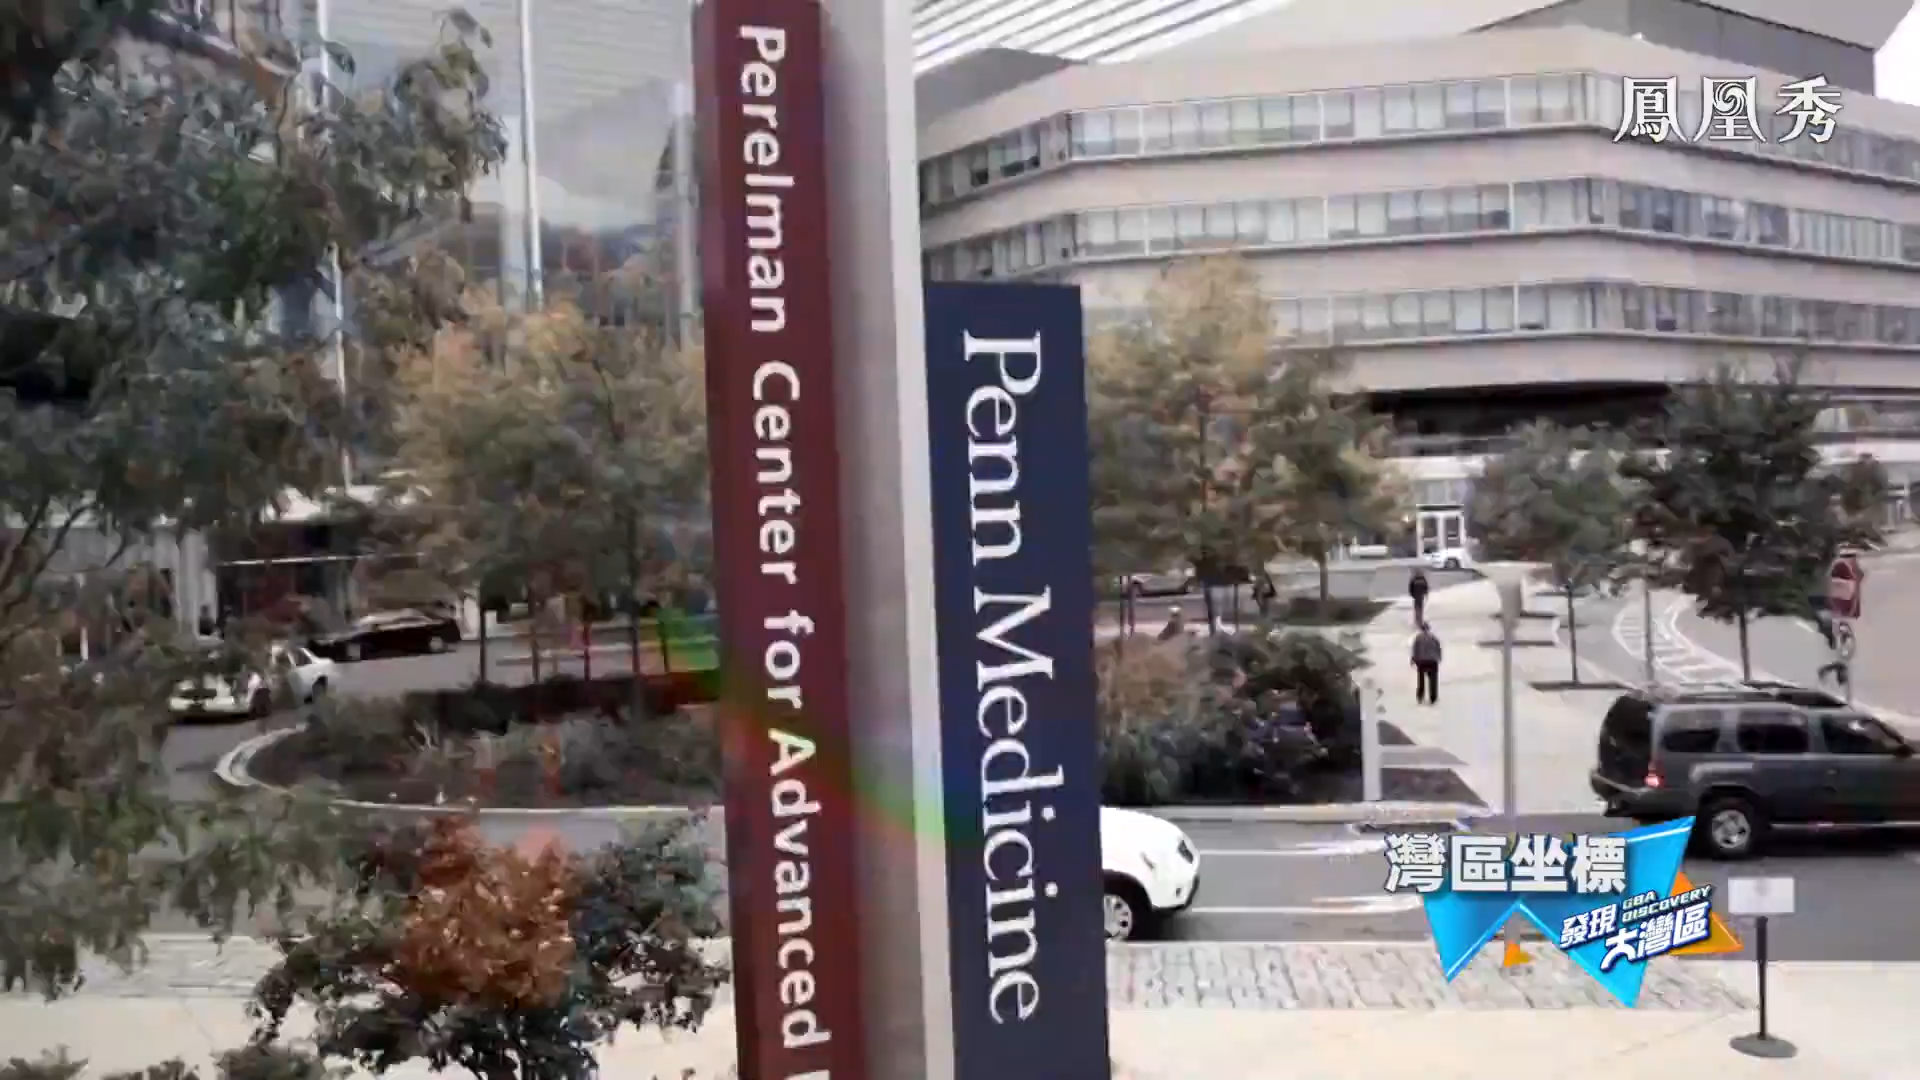 Perelman Center for Advanced
Penn Medicine
鳳凰秀
灣區坐標
發現
GBA
DISCOVERY
大灣區